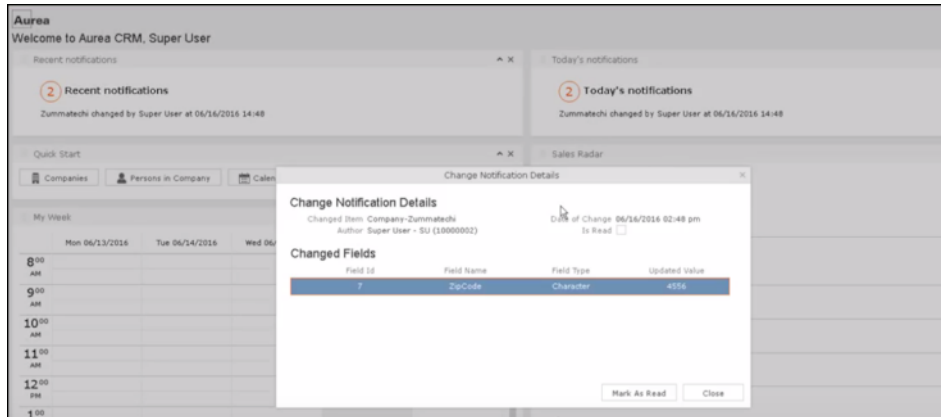 Aurea
Welcome to Aurea CRM, Super User
Recent notifications
2 Recent notifications
Zummatechi changed by Super User at 06/16/2016 14:48
Today's notifications
2 Today's notifications
Zummatechi changed by Super User at 06/16/2016 14:48
Quick Start
Companies Persons in Company Calen
Sales Radar
My Week
Mon 06/13/2016 Tue 06/14/2016 Wed 06/
8 00 AM
9 00 AM
10 00 AM
11 00 AM
12 00 PM
1 00
Change Notification Details
Change Notification Details
Changed Item Company-Zummatechi
Date of Change 06/16/2016 02:48 pm
Author Super User - SU (10000002)
Is Read
Changed Fields
Field Id Field Name Field Type Updated Value
7 ZipCode Character 4556
Mark As Read Close